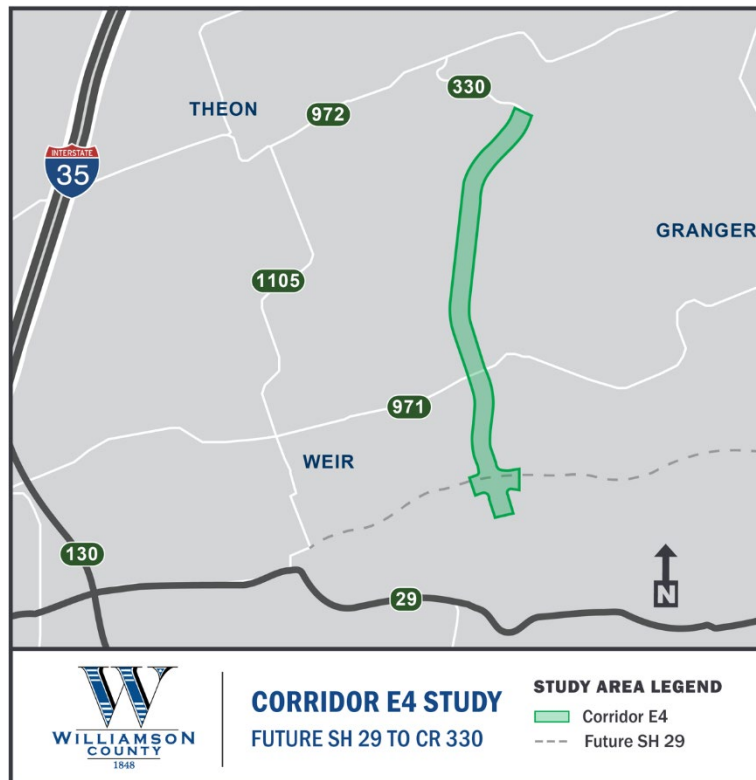 330
THEON
972
INTERSTATE
35
GRANGER
1105
971
WEIR
130
29
N
W
WILLIAMSON
COUNTY
1848
CORRIDOR E4 STUDY
FUTURE SH 29 TO CR 330
STUDY AREA LEGEND
Corridor E4
Future SH 29